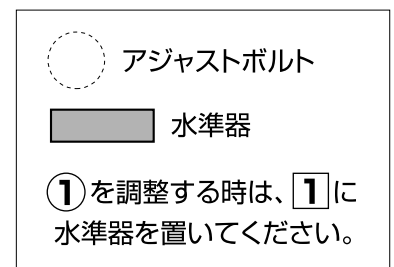 アジャストボルト
水準器
①を調整する時は、1に
水準器を置いてください。